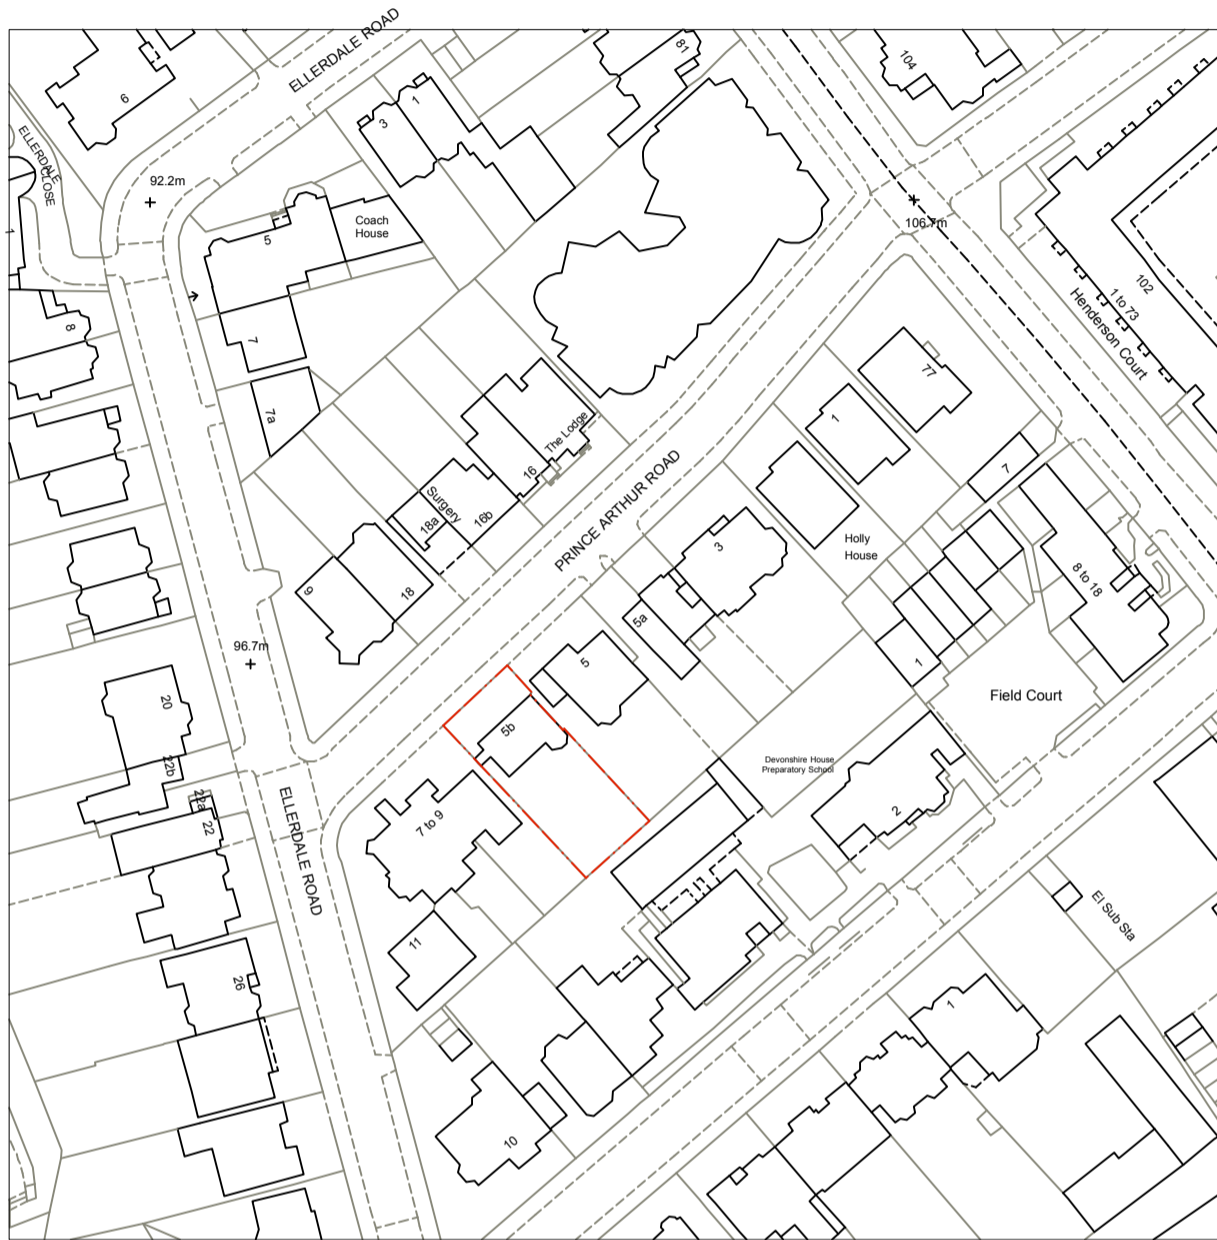 ELLERDALE ROAD
81
104
6
1
3
ELLERDALE
CLOSE
92.2m
106.7m
Coach
House
5
1
102
1 to 73
Henderson Court
8
7
77
7a
1
The Lodge
16
7
Surgery
18a
16b
PRINCE ARTHUR ROAD
Holly
House
3
8 to 18
9
18
5a
96.7m
5
1
Field Court
20
5b
22b
Devonshire House
Preparatory School
22a
22
7 to 9
2
ELLERDALE ROAD
El Sub Sta
11
26
1
10